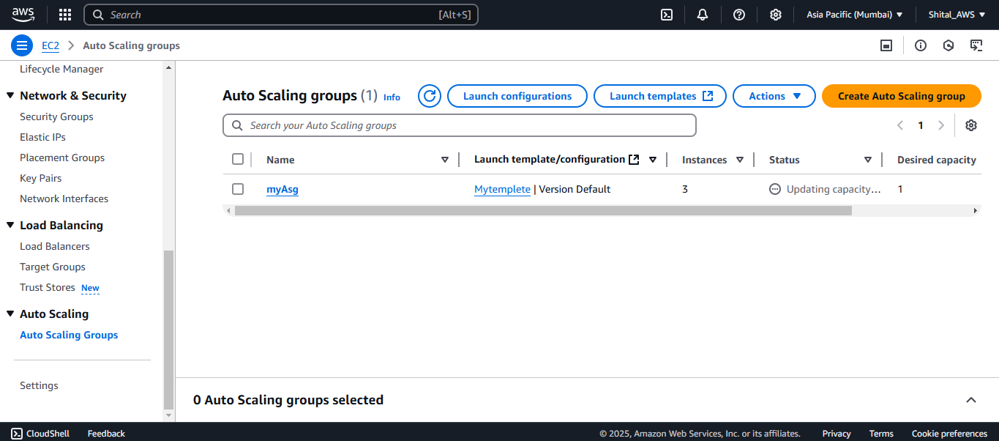 aws Search [Alt+S] Asia Pacific (Mumbai) Shital_AWS
EC2 Auto Scaling groups
Lifecycle Manager
Network & Security
Security Groups
Elastic IPs
Placement Groups
Key Pairs
Network Interfaces
Load Balancing
Load Balancers
Target Groups
Trust Stores New
Auto Scaling
Auto Scaling Groups
Settings
Auto Scaling groups (1) Info Launch configurations Launch templates Actions Create Auto Scaling group
Search your Auto Scaling groups 1
Name Launch template/configuration Instances Status Desired capacity
myAsg Mytemplete | Version Default 3 Updating capacity... 1
0 Auto Scaling groups selected
CloudShell Feedback © 2025, Amazon Web Services, Inc. or its affiliates. Privacy Terms Cookie preferences